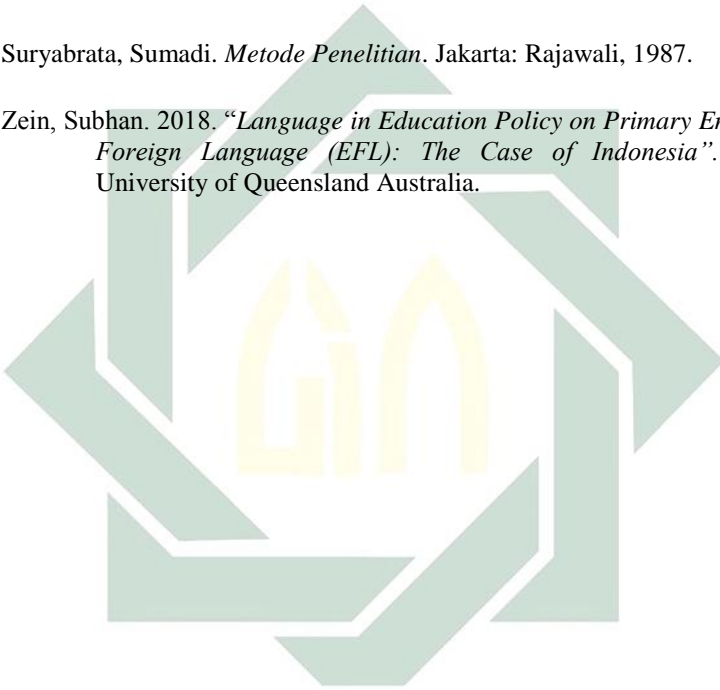 Suryabrata, Sumadi. Metode Penelitian. Jakarta: Rajawali, 1987.
Zein, Subhan. 2018. “Language in Education Policy on Primary En
Foreign Language (EFL): The Case of Indonesia”.
University of Queensland Australia.